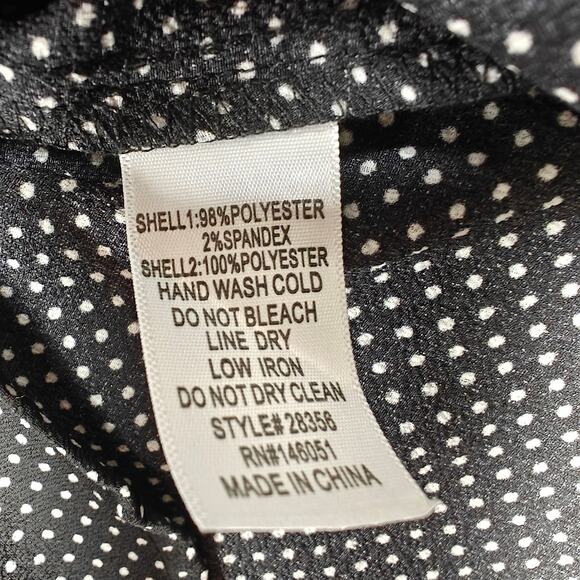 SHELL1:98%POLYESTER
2%SPANDEX
SHELL2:100%POLYESTER
HAND WASH COLD
DO NOT BLEACH
LINE DRY
LOW IRON
DO NOT DRY CLEAN
STYLE# 28356
RN#146051
MADE IN CHINA